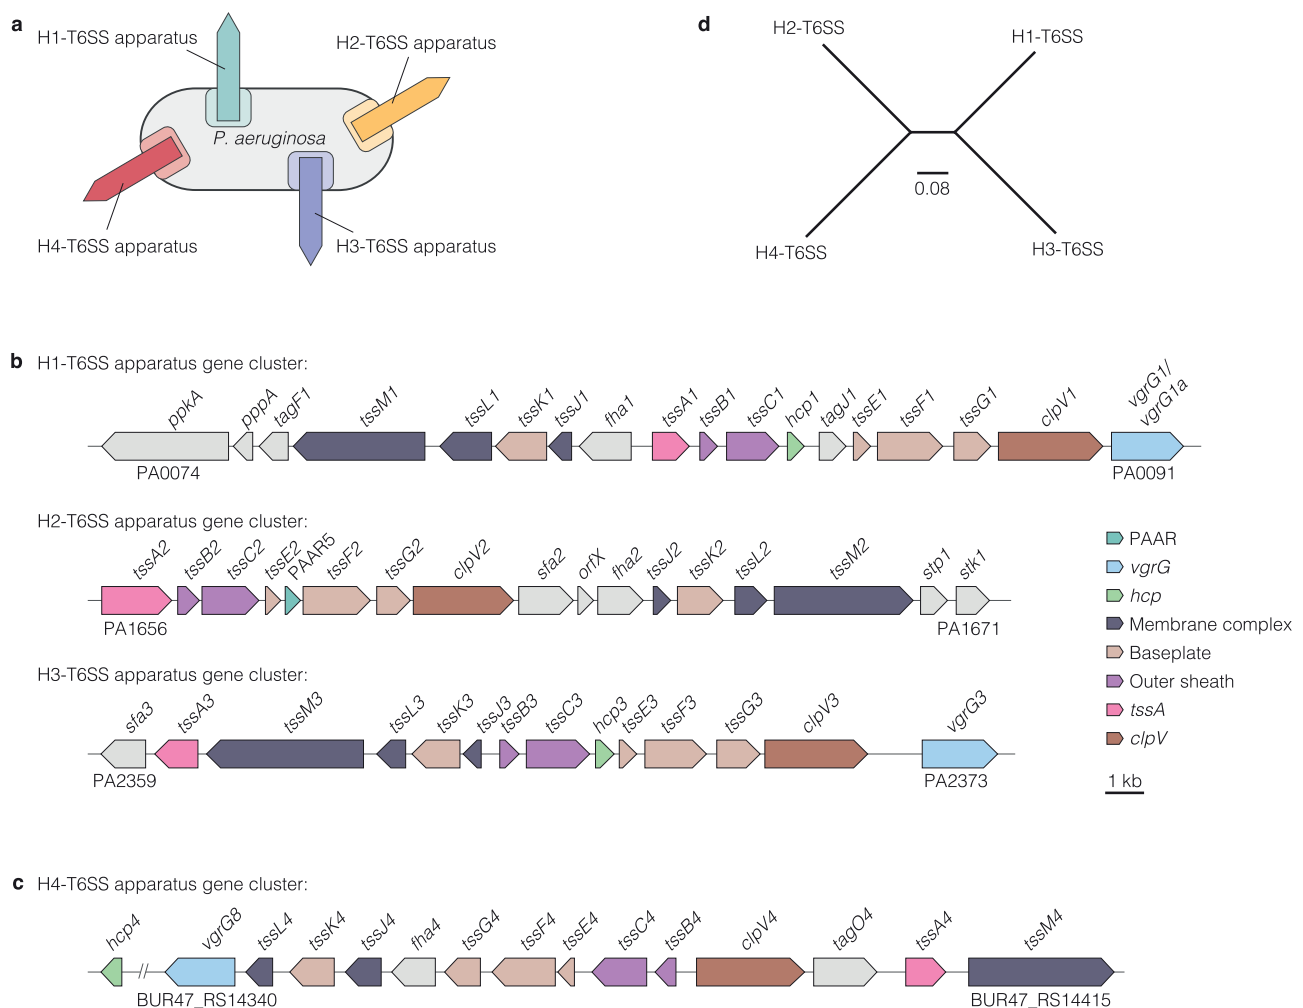 a
H1-T6SS apparatus
H2-T6SS apparatus
P. aeruginosa
H4-T6SS apparatus
H3-T6SS apparatus
d
H2-T6SS
H1-T6SS
0.08
H4-T6SS
H3-T6SS
b
H1-T6SS apparatus gene cluster:
ppkA
pppA
tagF1
tssM1
tssL1
tssK1
tssJ1
fha1
tssA1
tssB1
tssC1
hcp1
tagJ1
tssE1
tssF1
tssG1
clpV1
vgrG1/
vgrG1a
PA0074
PA0091
H2-T6SS apparatus gene cluster:
tssA2
tssB2
tssC2
tssE2
PAAR5
tssF2
tssG2
clpV2
sfa2
orfX
fha2
tssJ2
tssK2
tssL2
tssM2
stp1
stk1
PA1656
PA1671
H3-T6SS apparatus gene cluster:
sfa3
tssA3
tssM3
tssL3
tssK3
tssJ3
tssB3
tssC3
hcp3
tssE3
tssF3
tssG3
clpV3
vgrG3
PA2359
PA2373
PAAR
vgrG
hcp
Membrane complex
Baseplate
Outer sheath
tssA
clpV
1 kb
c
H4-T6SS apparatus gene cluster:
hcp4
vgrG8
tssL4
tssK4
tssJ4
fha4
tssG4
tssF4
tssE4
tssC4
tssB4
clpV4
tagO4
tssA4
tssM4
//
BUR47_RS14340
BUR47_RS14415